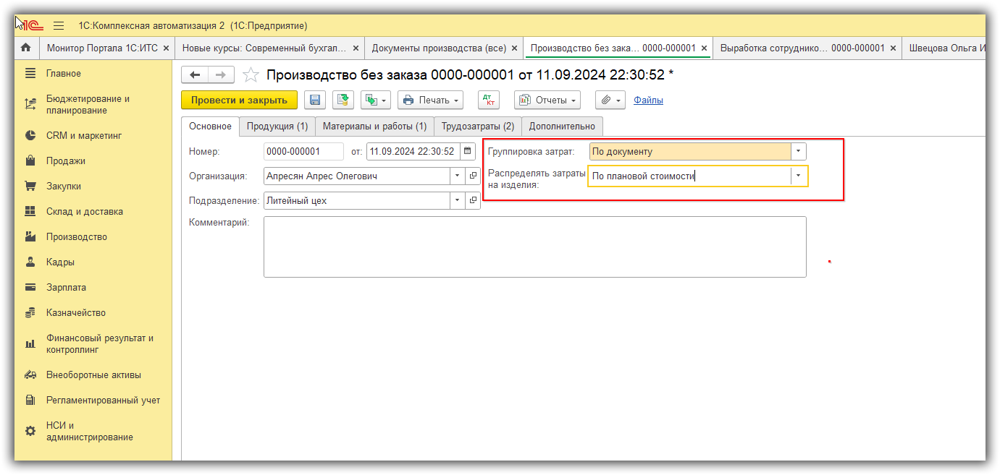 1С:Комплексная автоматизация 2 (1С:Предприятие)
Монитор Портала 1С:ИТС × Новые курсы: Современный бухгал... × Документы производства (все) × Производство без зака... 0000-000001 × Выработка сотруднико... 0000-000001 × Швецова Ольга И
Главное
Бюджетирование и
планирование
CRM и маркетинг
Продажи
Закупки
Склад и доставка
Производство
Кадры
Зарплата
Казначейство
Финансовый результат и
контроллинг
Внеоборотные активы
Регламентированный учет
НСИ и
администрирование
Производство без заказа 0000-000001 от 11.09.2024 22:30:52 *
Провести и закрыть Печать Дт Кт Отчеты Файлы
Основное Продукция (1) Материалы и работы (1) Трудозатраты (2) Дополнительно
Номер: 0000-000001 от: 11.09.2024 22:30:52 Группировка затрат: По документу
Организация: Апресян Апрес Олегович Распределять затраты
на изделия: По плановой стоимости
Подразделение: Литейный цех
Комментарий: